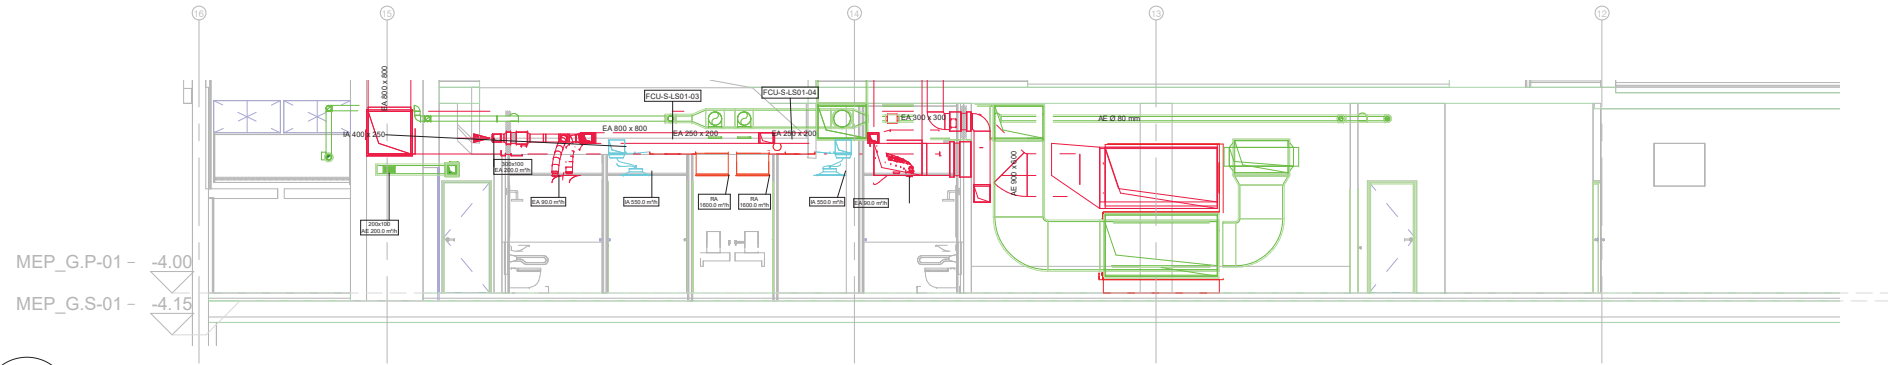 16
15
14
13
12
EA 800 x 800
FCU-S-LS01-03
FCU-S-LS01-04
IA 400 x 250
EA 800 x 800
EA 250 x 200
EA 250 x 200
EA 300 x 300
AE Ø 80 mm
AE 900 x 600
300x100
EA 200.0 m³/h
EA 90.0 m³/h
IA 550.0 m³/h
RA
1600.0 m³/h
RA
1600.0 m³/h
IA 550.0 m³/h
EA 90.0 m³/h
200x100
AE 200.0 m³/h
MEP_G.P-01 - -4.00
MEP_G.S-01 - -4.15